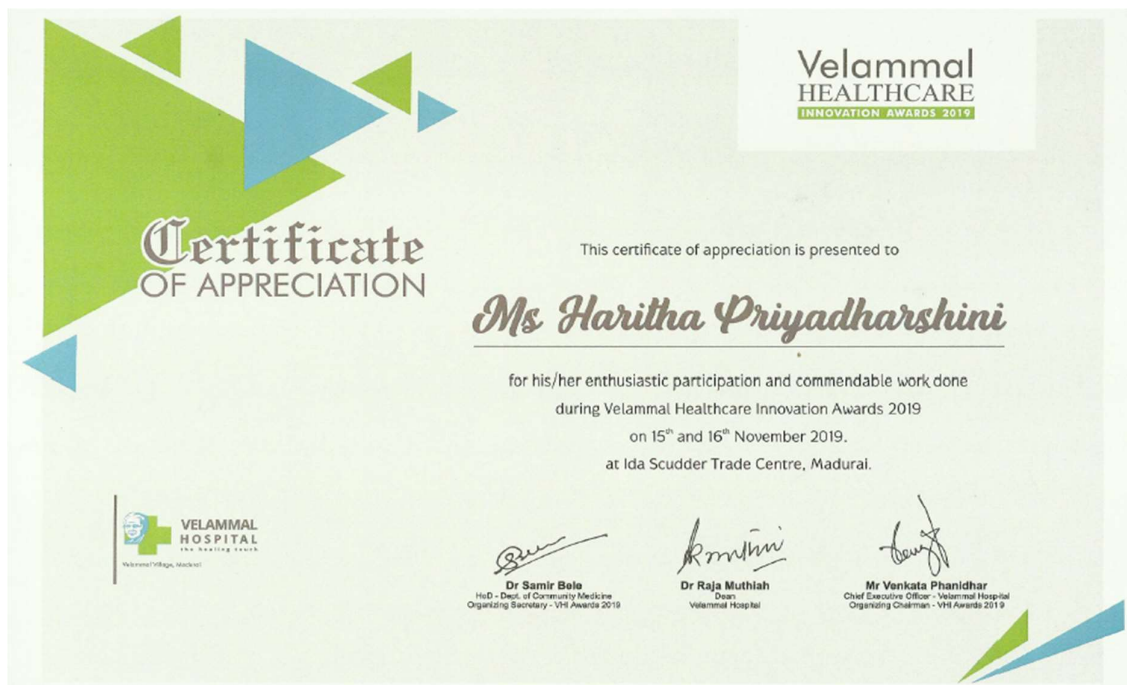 Velammal
HEALTHCARE
INNOVATION AWARDS 2019
Certificate
OF APPRECIATION
This certificate of appreciation is presented to
Ms Haritha Priyadharshini
for his/her enthusiastic participation and commendable work done
during Velammal Healthcare Innovation Awards 2019
on 15th and 16th November 2019.
at Ida Scudder Trade Centre, Madurai.
VELAMMAL
HOSPITAL
the healing touch
Velammal Village, Madurai
Dr Samir Bele
HoD - Dept. of Community Medicine
Organizing Secretary - VHI Awards 2019
Dr Raja Muthiah
Dean
Velammal Hospital
Mr Venkata Phanidhar
Chief Executive Officer - Velammal Hospital
Organizing Chairman - VHI Awards 2019